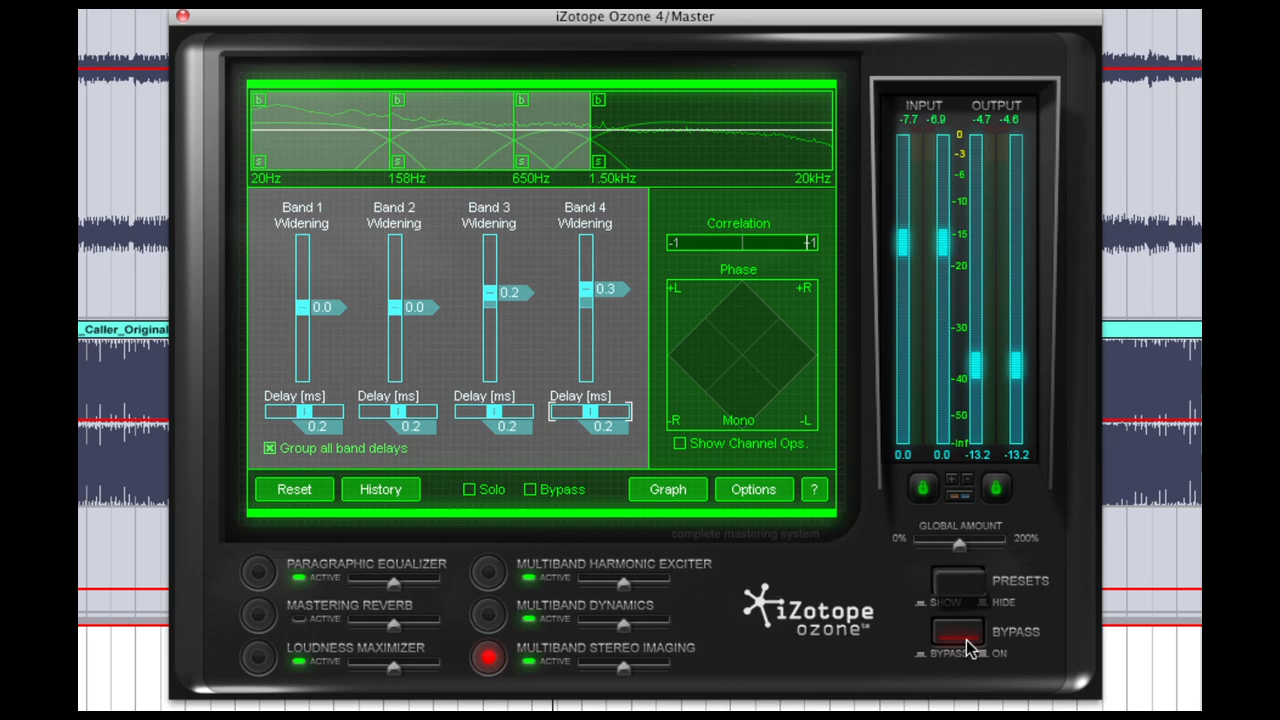 iZotope Ozone 4/Master
INPUT OUTPUT
-7.7 -6.9 -4.7 -4.6
b b b b
s s s s
20Hz 158Hz 650Hz 1.50kHz 20kHz
0
-3
-6
-10
-15
-20
-30
-40
-50
-Inf
0.0 0.0 -13.2 -13.2
Band 1 Widening
Band 2 Widening
Band 3 Widening
Band 4 Widening
0.0 0.0 0.2 0.3
Delay [ms] Delay [ms] Delay [ms] Delay [ms]
0.2 0.2 0.2 0.2
Group all band delays
Correlation
-1 +1
Phase
+L +R
-R Mono -L
Show Channel Ops.
_Caller_Original
Reset History Solo Bypass Graph Options ?
complete mastering system
GLOBAL AMOUNT
0% 200%
PARAGRAPHIC EQUALIZER
ACTIVE
MULTIBAND HARMONIC EXCITER
ACTIVE
MASTERING REVERB
ACTIVE
MULTIBAND DYNAMICS
ACTIVE
LOUDNESS MAXIMIZER
ACTIVE
MULTIBAND STEREO IMAGING
ACTIVE
iZotope
ozone™
PRESETS
SHOW HIDE
BYPASS
BYPASS ON